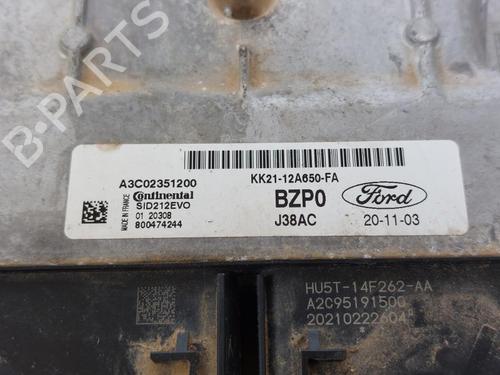 B-PARTS
KK21-12A650-FA
A3C02351200
Continental
SID212EVO
BZP0
Ford
01 20308
800474244
J38AC
20-11-03
MADE IN FRANCE
HU5T-14F262-AA
A2C95191500
20210222604